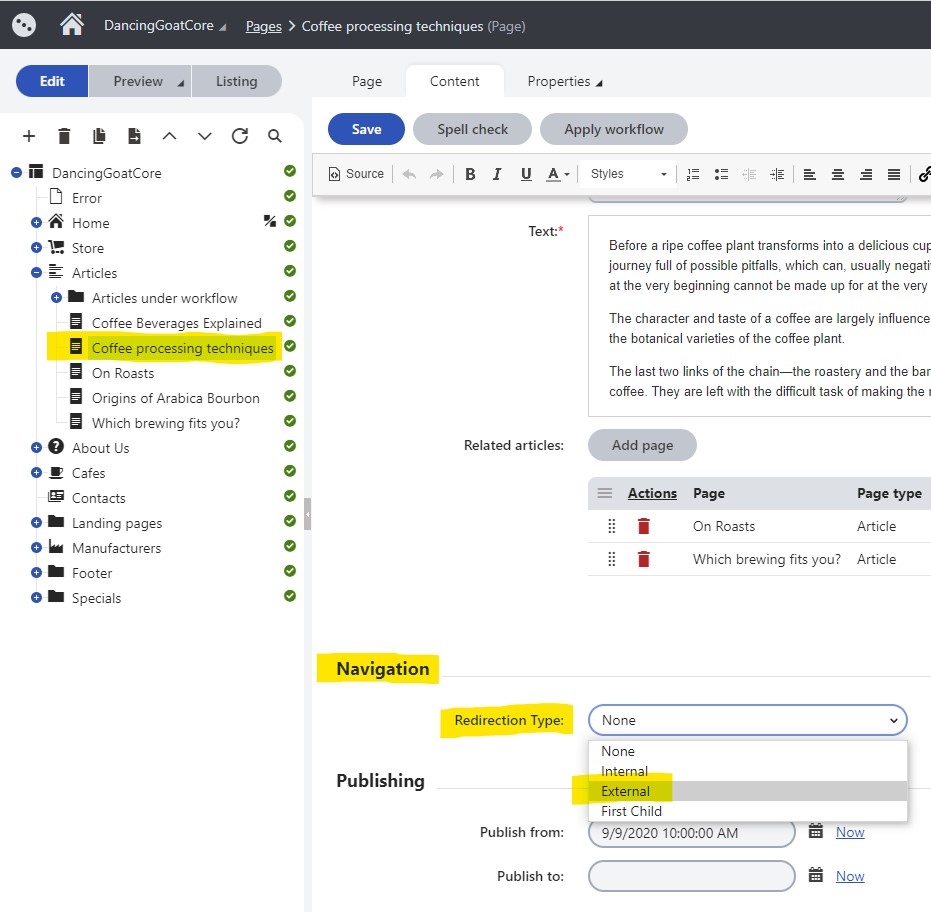 DancingGoatCore Pages > Coffee processing techniques (Page)
Edit Preview Listing
Page Content Properties
Save Spell check Apply workflow
Source B I U A Styles
DancingGoatCore
Error
Home
Store
Articles
Articles under workflow
Coffee Beverages Explained
Coffee processing techniques
On Roasts
Origins of Arabica Bourbon
Which brewing fits you?
About Us
Cafes
Contacts
Landing pages
Manufacturers
Footer
Specials
Text:*
Before a ripe coffee plant transforms into a delicious cup
journey full of possible pitfalls, which can, usually negativ
at the very beginning cannot be made up for at the very
The character and taste of a coffee are largely influence
the botanical varieties of the coffee plant.
The last two links of the chain—the roastery and the bar
coffee. They are left with the difficult task of making the
Related articles: Add page
Actions Page Page type
On Roasts Article
Which brewing fits you? Article
Navigation
Redirection Type: None
None
Internal
External
First Child
Publishing
Publish from: 9/9/2020 10:00:00 AM Now
Publish to: Now